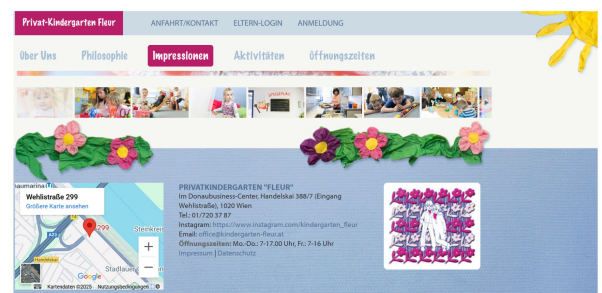 Privat-Kindergarten Fleur
ANFAHRT/KONTAKT ELTERN-LOGIN ANMELDUNG
Über Uns Philosophie Impressionen Aktivitäten Öffnungszeiten
Wehlistraße 299
Größere Karte ansehen
299
Steinkreis
A23
Handelskai
Stadlauer
Google
Kartendaten ©2025 Nutzungsbedingungen
PRIVATKINDERGARTEN "FLEUR"
Im Donaubusiness-Center, Handelskai 388/7 (Eingang
Wehlistraße), 1020 Wien
Tel.: 01/720 37 87
Instagram: https://www.instagram.com/kindergarten_fleur
Email: office@kindergarten-fleur.at
Öffnungszeiten: Mo.-Do.: 7-17.00 Uhr, Fr.: 7-16 Uhr
Impressum | Datenschutz